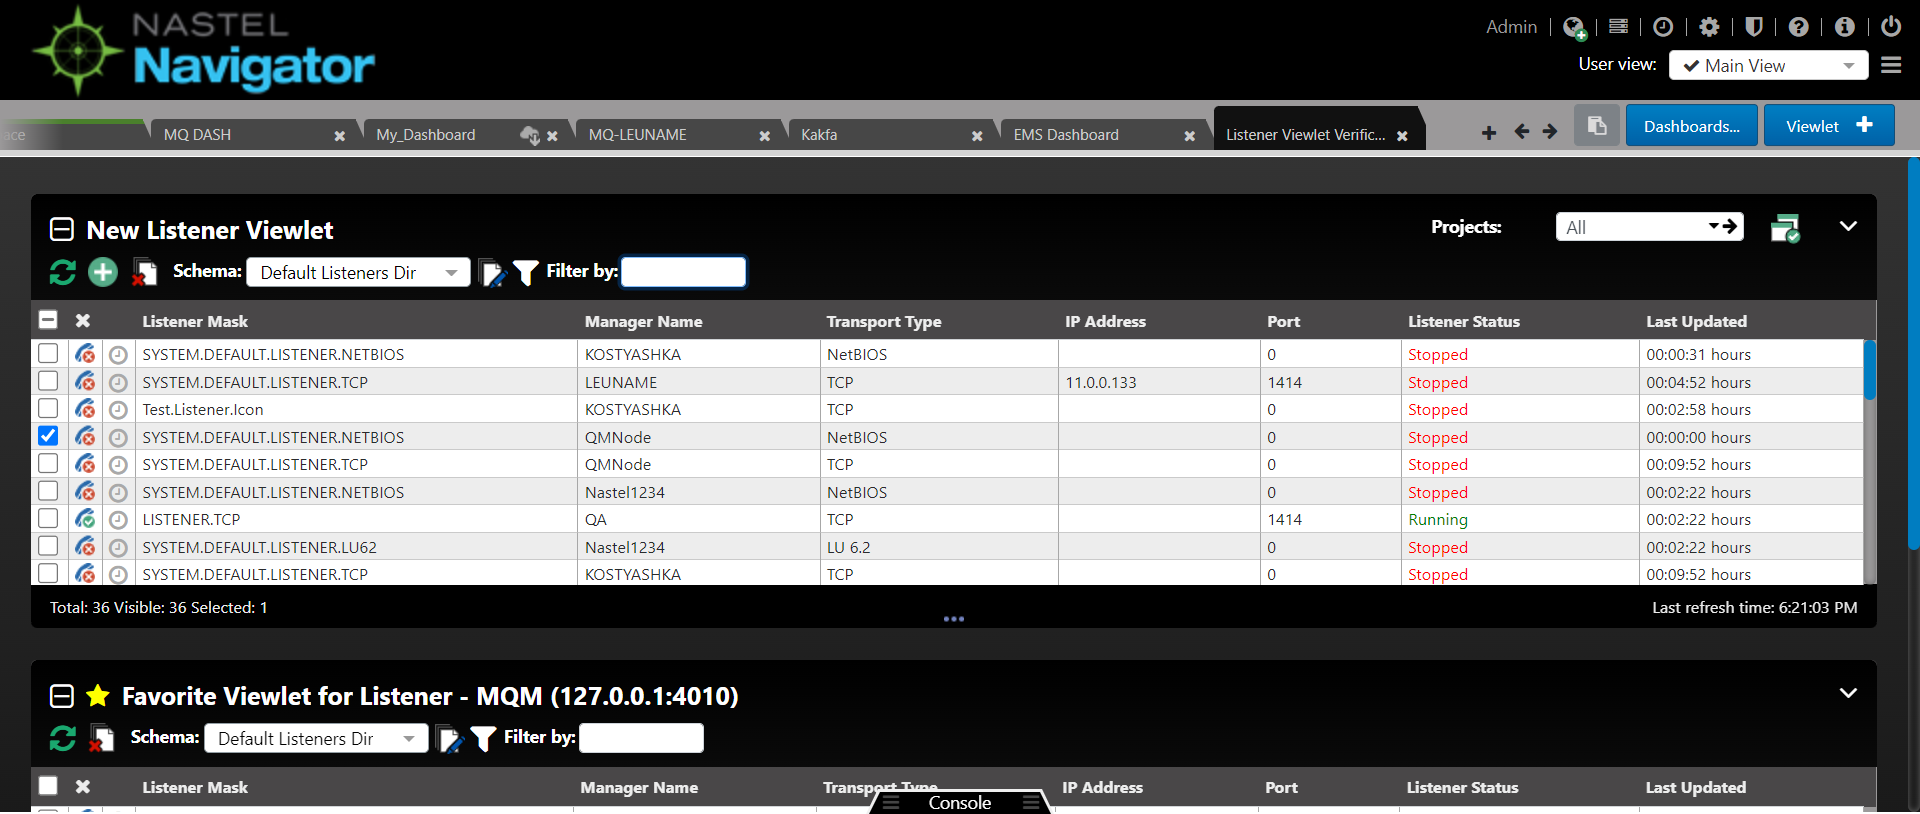 NASTEL
Navigator
Admin
User view: Main View
ace
MQ DASH
My_Dashboard
MQ-LEUNAME
Kakfa
EMS Dashboard
Listener Viewlet Verific...
Dashboards...
Viewlet
New Listener Viewlet
Projects: All
Schema: Default Listeners Dir Filter by:
Listener Mask Manager Name Transport Type IP Address Port Listener Status Last Updated
SYSTEM.DEFAULT.LISTENER.NETBIOS KOSTYASHKA NetBIOS 0 Stopped 00:00:31 hours
SYSTEM.DEFAULT.LISTENER.TCP LEUNAME TCP 11.0.0.133 1414 Stopped 00:04:52 hours
Test.Listener.Icon KOSTYASHKA TCP 0 Stopped 00:02:58 hours
SYSTEM.DEFAULT.LISTENER.NETBIOS QMNode NetBIOS 0 Stopped 00:00:00 hours
SYSTEM.DEFAULT.LISTENER.TCP QMNode TCP 0 Stopped 00:09:52 hours
SYSTEM.DEFAULT.LISTENER.NETBIOS Nastel1234 NetBIOS 0 Stopped 00:02:22 hours
LISTENER.TCP QA TCP 1414 Running 00:02:22 hours
SYSTEM.DEFAULT.LISTENER.LU62 Nastel1234 LU 6.2 0 Stopped 00:02:22 hours
SYSTEM.DEFAULT.LISTENER.TCP KOSTYASHKA TCP 0 Stopped 00:09:52 hours
Total: 36 Visible: 36 Selected: 1
Last refresh time: 6:21:03 PM
Favorite Viewlet for Listener - MQM (127.0.0.1:4010)
Schema: Default Listeners Dir Filter by:
Listener Mask Manager Name Transport Type IP Address Port Listener Status Last Updated
Console